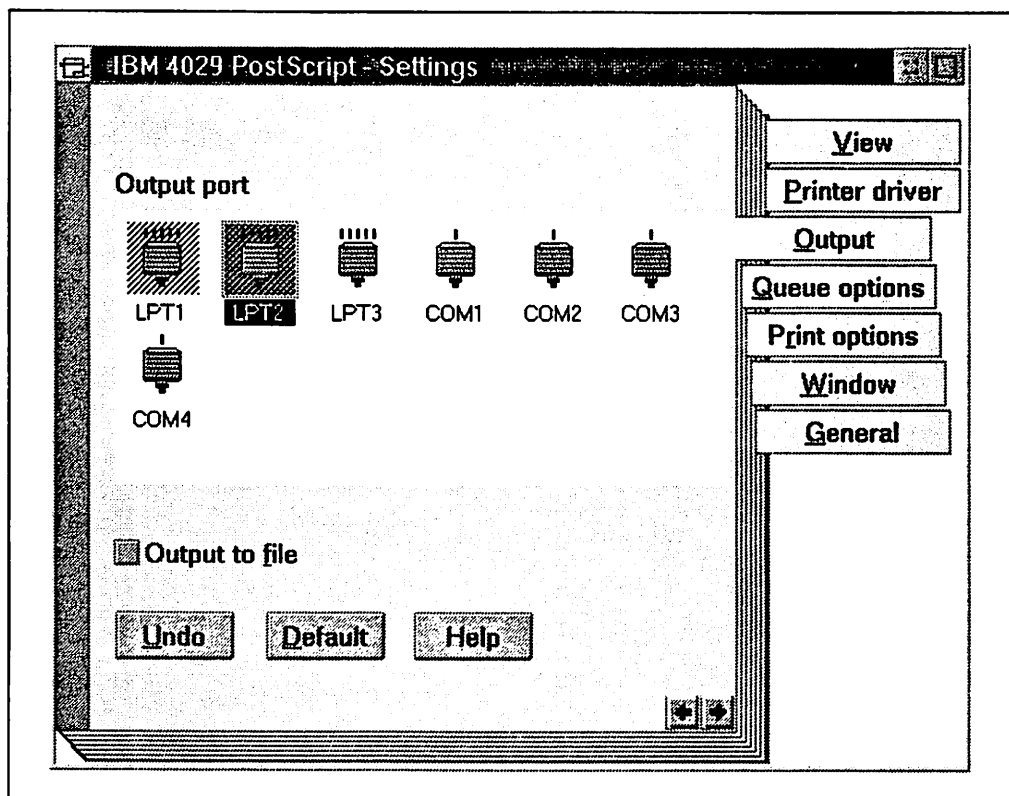 IBM 4029 PostScript - Settings
View
Printer driver
Output port
Output
LPT1 LPT2 LPT3 COM1 COM2 COM3
Queue options
Print options
COM4
Window
General
Output to file
Undo Default Help